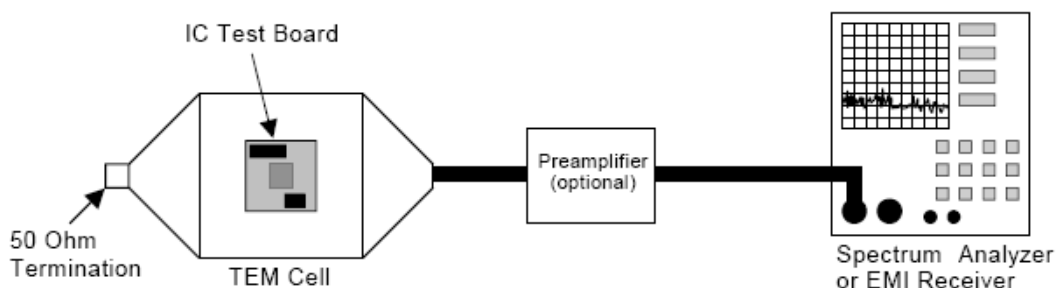 IC Test Board
Preamplifier
(optional)
50 Ohm
Termination
TEM Cell
Spectrum Analyzer
or EMI Receiver